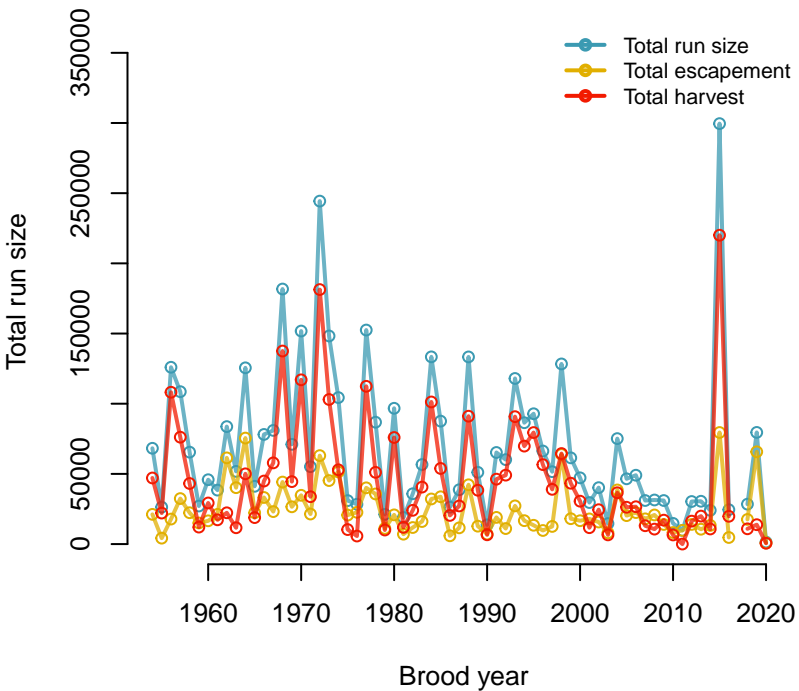 Total run size
Total escapement
Total harvest
Total run size
350000
250000
150000
50000
0
1960 1970 1980 1990 2000 2010 2020
Brood year